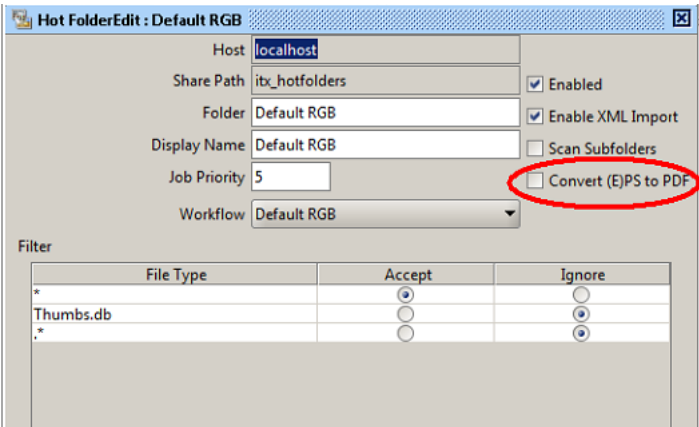 Hot FolderEdit : Default RGB
Host localhost
Share Path itx_hotfolders
Enabled
Folder Default RGB
Enable XML Import
Display Name Default RGB
Scan Subfolders
Job Priority 5
Convert (E)PS to PDF
Workflow Default RGB
Filter
File Type Accept Ignore
*
Thumbs.db
.*